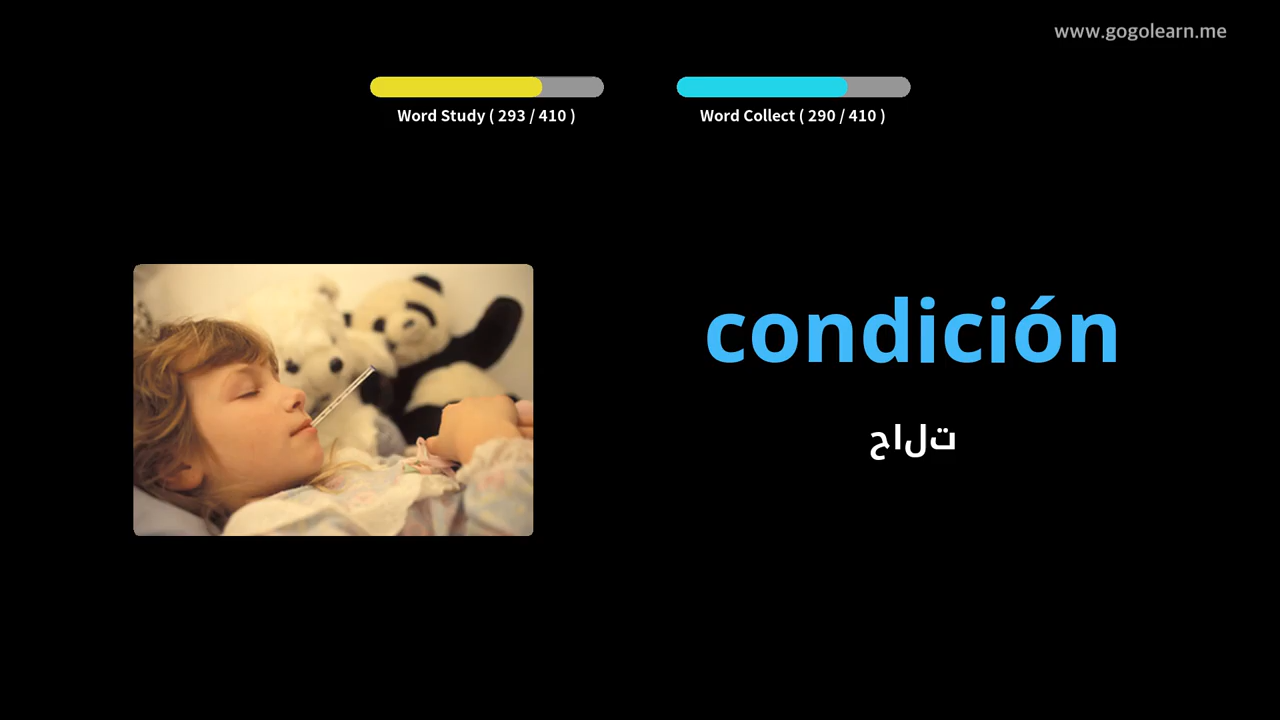 www.gogolearn.me
Word Study ( 293 / 410 )
Word Collect ( 290 / 410 )
condición
حالت